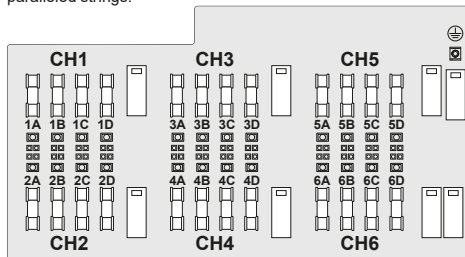 paralleled strings.
CH1 CH3 CH5
1A 1B 1C 1D 3A 3B 3C 3D 5A 5B 5C 5D
2A 2B 2C 2D 4A 4B 4C 4D 6A 6B 6C 6D
CH2 CH4 CH6